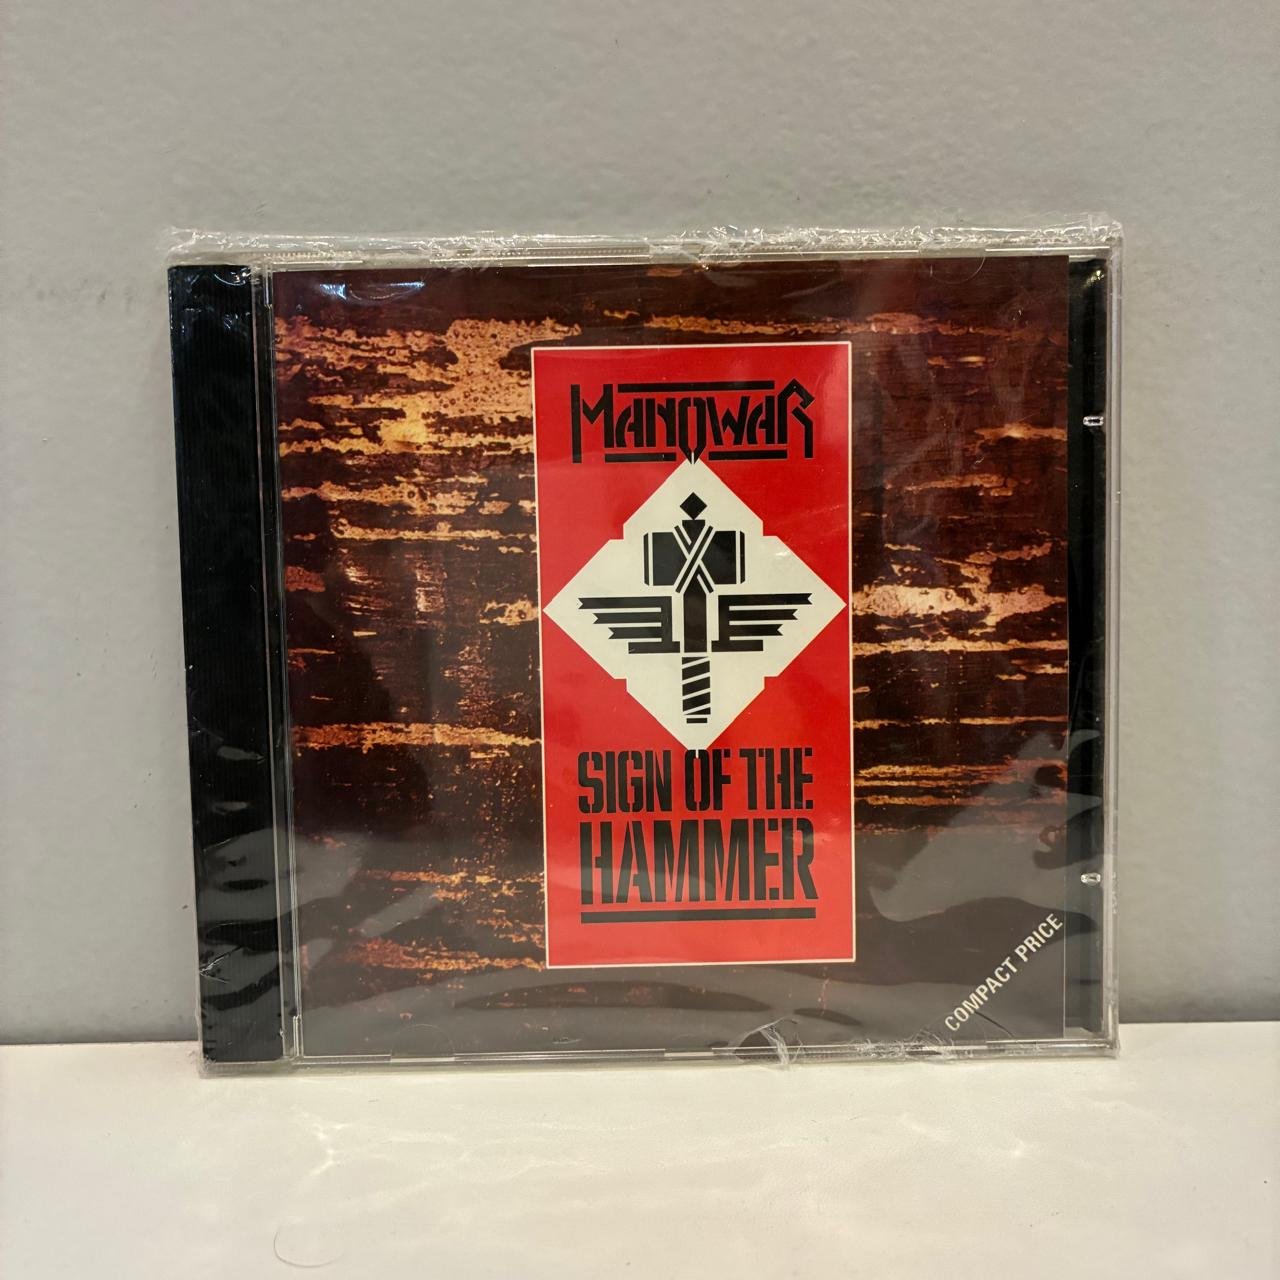 MANOWAR
SIGN OF THE
HAMMER
COMPACT PRICE